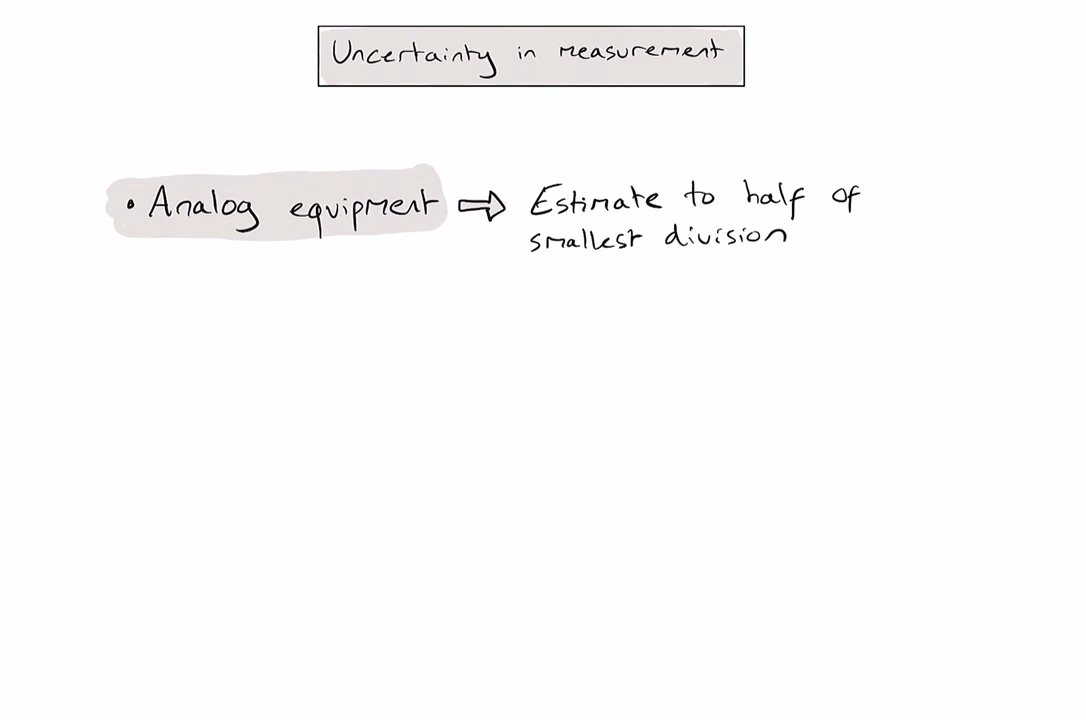 Uncertainty in measurement
• Analog equipment ⇨ Estimate to half of
smallest division